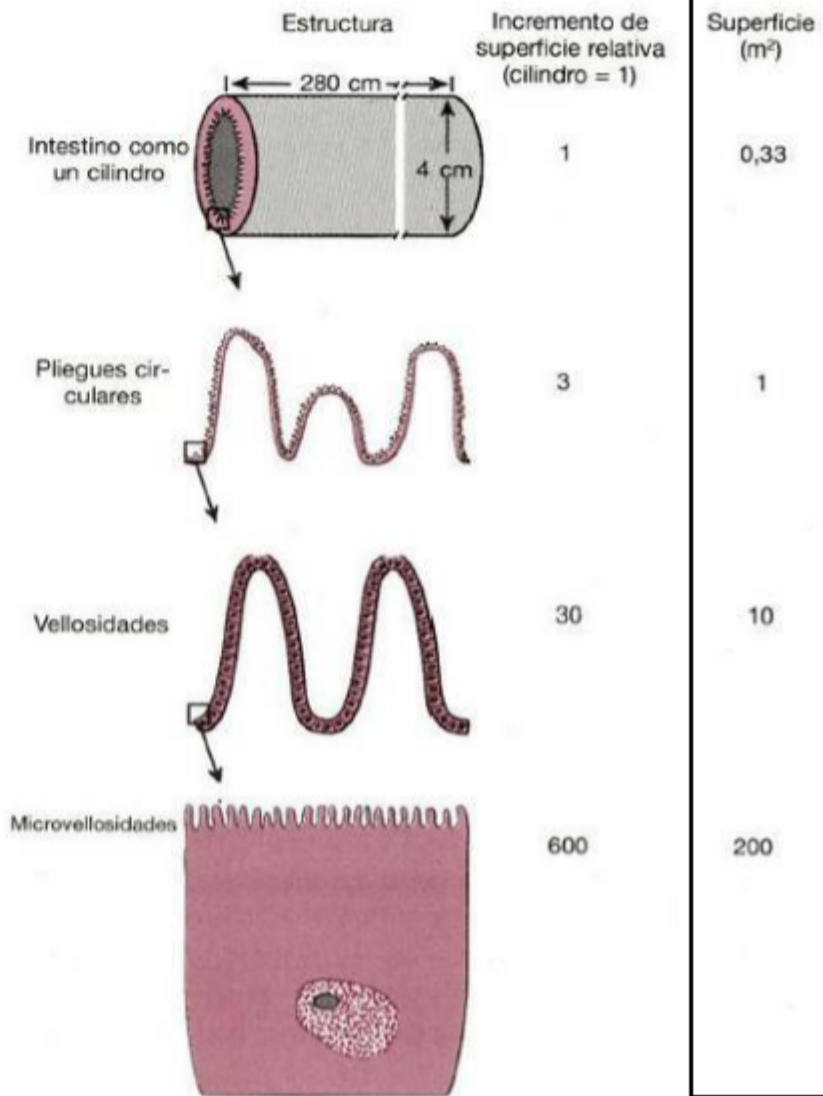 Estructura
Incremento de
superficie relativa
(cilindro = 1)
Superficie
(m²)
280 cm
Intestino como
un cilindro
4 cm
1
0,33
Pliegues cir-
culares
3
1
Vellosidades
30
10
Microvellosidades
600
200